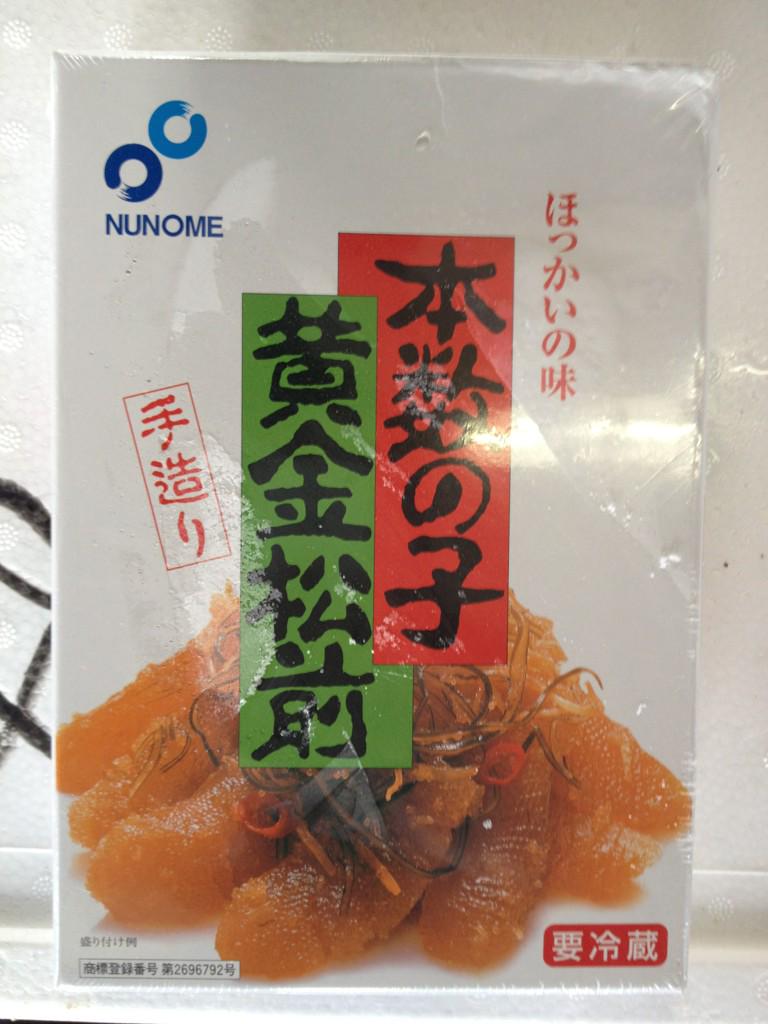 NUNOME
ほっかいの味
本数の子
黄金松前
手造り
盛り付け例
商標登録番号 第2696792号
要冷蔵